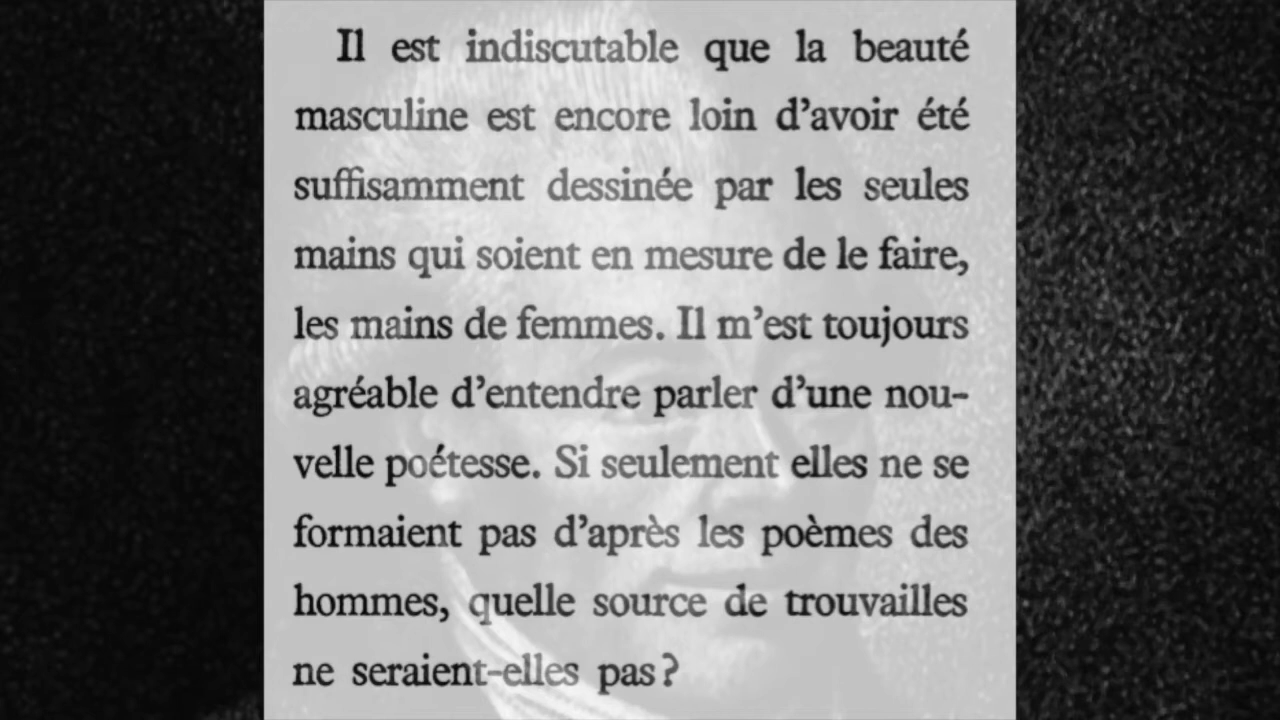 Il est indiscutable que la beauté
masculine est encore loin d’avoir été
suffisamment dessinée par les seules
mains qui soient en mesure de le faire,
les mains de femmes. Il m’est toujours
agréable d’entendre parler d’une nou-
velle poétesse. Si seulement elles ne se
formaient pas d’après les poèmes des
hommes, quelle source de trouvailles
ne seraient-elles pas?